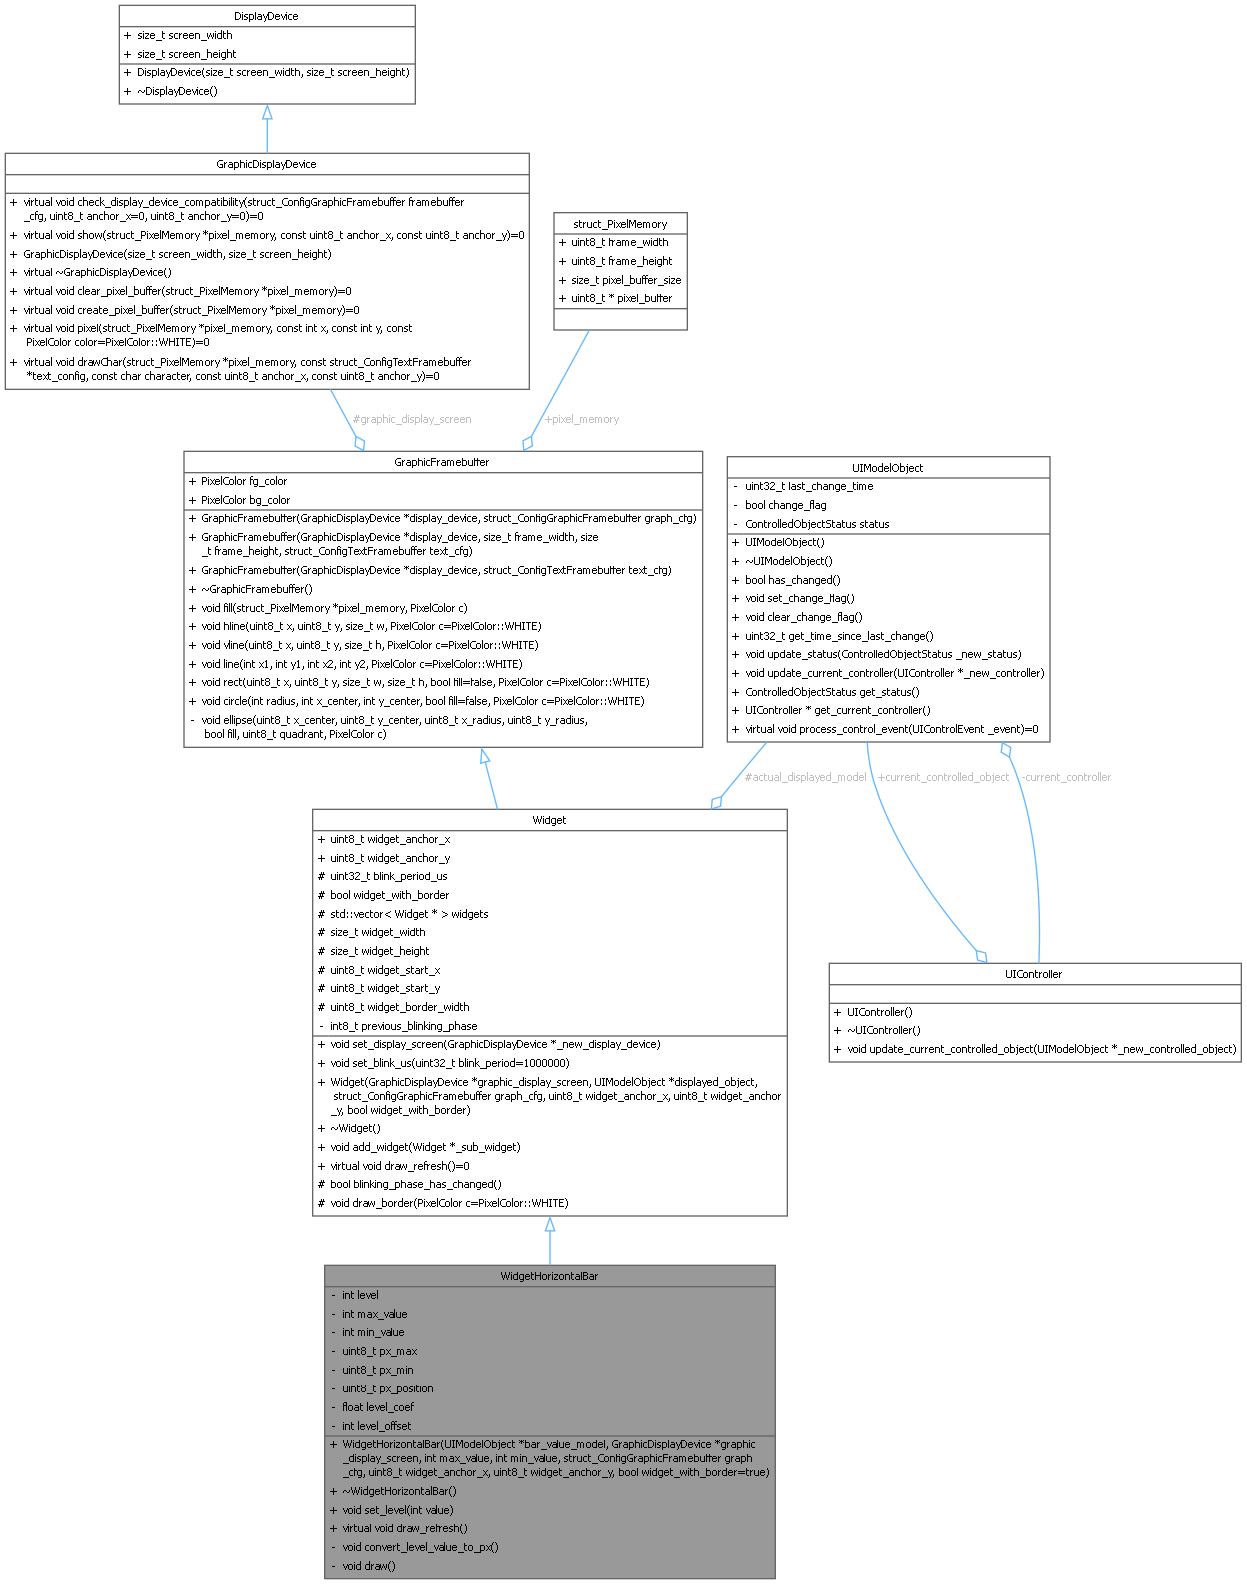 DisplayDevice
+ size_t screen_width
+ size_t screen_height
+ DisplayDevice(size_t screen_width, size_t screen_height)
+ ~DisplayDevice()
GraphicDisplayDevice
+ virtual void check_display_device_compatibility(struct_ConfigGraphicFramebuffer framebuffer
_cfg, uint8_t anchor_x=0, uint8_t anchor_y=0)=0
+ virtual void show(struct_PixelMemory *pixel_memory, const uint8_t anchor_x, const uint8_t anchor_y)=0
+ GraphicDisplayDevice(size_t screen_width, size_t screen_height)
+ virtual ~GraphicDisplayDevice()
+ virtual void clear_pixel_buffer(struct_PixelMemory *pixel_memory)=0
+ virtual void create_pixel_buffer(struct_PixelMemory *pixel_memory)=0
+ virtual void pixel(struct_PixelMemory *pixel_memory, const int x, const int y, const
PixelColor color=PixelColor::WHITE)=0
+ virtual void drawChar(struct_PixelMemory *pixel_memory, const struct_ConfigTextFramebuffer
*text_config, const char character, const uint8_t anchor_x, const uint8_t anchor_y)=0
struct_PixelMemory
+ uint8_t frame_width
+ uint8_t frame_height
+ size_t pixel_buffer_size
+ uint8_t * pixel_buffer
#graphic_display_screen
+pixel_memory
GraphicFramebuffer
+ PixelColor fg_color
+ PixelColor bg_color
+ GraphicFramebuffer(GraphicDisplayDevice *display_device, struct_ConfigGraphicFramebuffer graph_cfg)
+ GraphicFramebuffer(GraphicDisplayDevice *display_device, size_t frame_width, size
_t frame_height, struct_ConfigTextFramebuffer text_cfg)
+ GraphicFramebuffer(GraphicDisplayDevice *display_device, struct_ConfigTextFramebuffer text_cfg)
+ ~GraphicFramebuffer()
+ void fill(struct_PixelMemory *pixel_memory, PixelColor c)
+ void hline(uint8_t x, uint8_t y, size_t w, PixelColor c=PixelColor::WHITE)
+ void vline(uint8_t x, uint8_t y, size_t h, PixelColor c=PixelColor::WHITE)
+ void line(int x1, int y1, int x2, int y2, PixelColor c=PixelColor::WHITE)
+ void rect(uint8_t x, uint8_t y, size_t w, size_t h, bool fill=false, PixelColor c=PixelColor::WHITE)
+ void circle(int radius, int x_center, int y_center, bool fill=false, PixelColor c=PixelColor::WHITE)
- void ellipse(uint8_t x_center, uint8_t y_center, uint8_t x_radius, uint8_t y_radius,
bool fill, uint8_t quadrant, PixelColor c)
UIModelObject
- uint32_t last_change_time
- bool change_flag
- ControlledObjectStatus status
+ UIModelObject()
+ ~UIModelObject()
+ bool has_changed()
+ void set_change_flag()
+ void clear_change_flag()
+ uint32_t get_time_since_last_change()
+ void update_status(ControlledObjectStatus _new_status)
+ void update_current_controller(UIController *_new_controller)
+ ControlledObjectStatus get_status()
+ UIController * get_current_controller()
+ virtual void process_control_event(UIControlEvent _event)=0
#actual_displayed_model
+current_controlled_object
-current_controller
Widget
+ uint8_t widget_anchor_x
+ uint8_t widget_anchor_y
# uint32_t blink_period_us
# bool widget_with_border
# std::vector< Widget * > widgets
# size_t widget_width
# size_t widget_height
# uint8_t widget_start_x
# uint8_t widget_start_y
# uint8_t widget_border_width
- int8_t previous_blinking_phase
+ void set_display_screen(GraphicDisplayDevice *_new_display_device)
+ void set_blink_us(uint32_t blink_period=1000000)
+ Widget(GraphicDisplayDevice *graphic_display_screen, UIModelObject *displayed_object,
struct_ConfigGraphicFramebuffer graph_cfg, uint8_t widget_anchor_x, uint8_t widget_anchor
_y, bool widget_with_border)
+ ~Widget()
+ void add_widget(Widget *_sub_widget)
+ virtual void draw_refresh()=0
# bool blinking_phase_has_changed()
# void draw_border(PixelColor c=PixelColor::WHITE)
UIController
+ UIController()
+ ~UIController()
+ void update_current_controlled_object(UIModelObject *_new_controlled_object)
WidgetHorizontalBar
- int level
- int max_value
- int min_value
- uint8_t px_max
- uint8_t px_min
- uint8_t px_position
- float level_coef
- int level_offset
+ WidgetHorizontalBar(UIModelObject *bar_value_model, GraphicDisplayDevice *graphic
_display_screen, int max_value, int min_value, struct_ConfigGraphicFramebuffer graph
_cfg, uint8_t widget_anchor_x, uint8_t widget_anchor_y, bool widget_with_border=true)
+ ~WidgetHorizontalBar()
+ void set_level(int value)
+ virtual void draw_refresh()
- void convert_level_value_to_px()
- void draw()